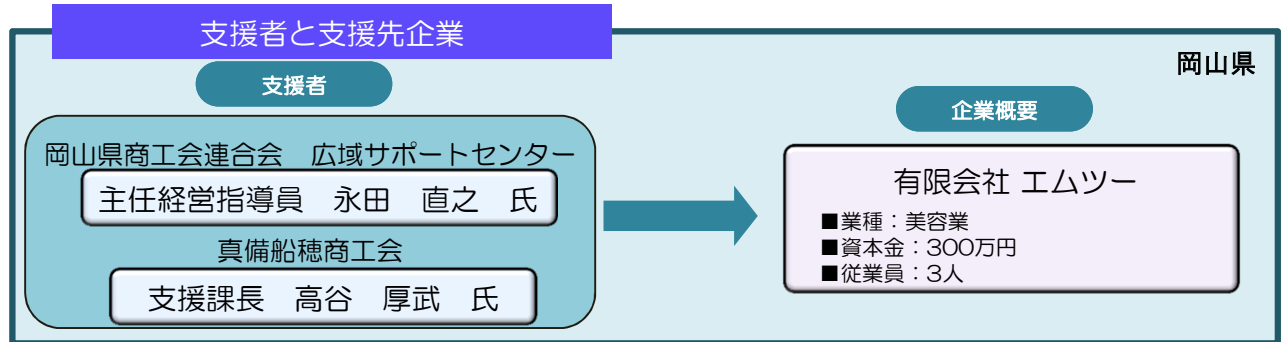 支援者と支援先企業
岡山県
支援者
岡山県商工会連合会　広域サポートセンター
主任経営指導員　永田　直之　氏
真備船穂商工会
支援課長　高谷　厚武　氏
企業概要
有限会社 エムツー
■業種：美容業
■資本金：300万円
■従業員：3人